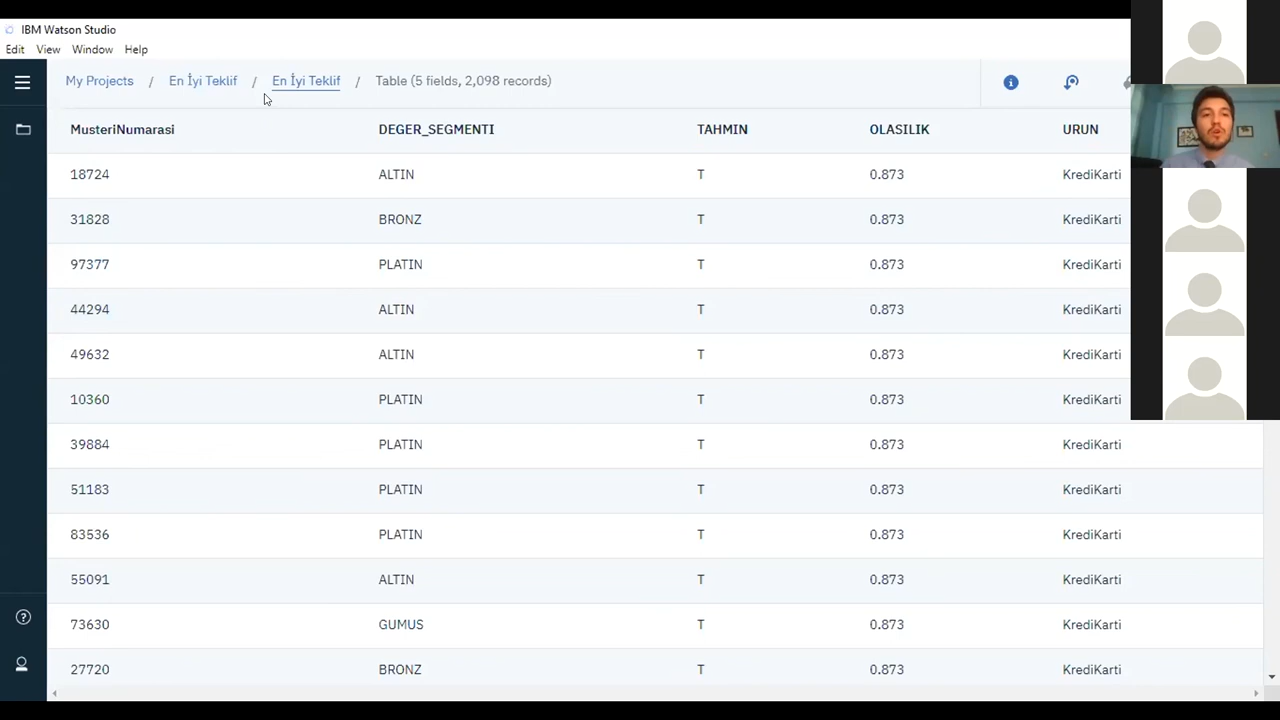 IBM Watson Studio
Edit View Window Help
My Projects / En İyi Teklif / En İyi Teklif / Table (5 fields, 2,098 records)
MusteriNumarasi DEGER_SEGMENTI TAHMIN OLASILIK URUN
18724 ALTIN T 0.873 KrediKarti
31828 BRONZ T 0.873 KrediKarti
97377 PLATIN T 0.873 KrediKarti
44294 ALTIN T 0.873 KrediKarti
49632 ALTIN T 0.873 KrediKarti
10360 PLATIN T 0.873 KrediKarti
39884 PLATIN T 0.873 KrediKarti
51183 PLATIN T 0.873 KrediKarti
83536 PLATIN T 0.873 KrediKarti
55091 ALTIN T 0.873 KrediKarti
73630 GUMUS T 0.873 KrediKarti
27720 BRONZ T 0.873 KrediKarti